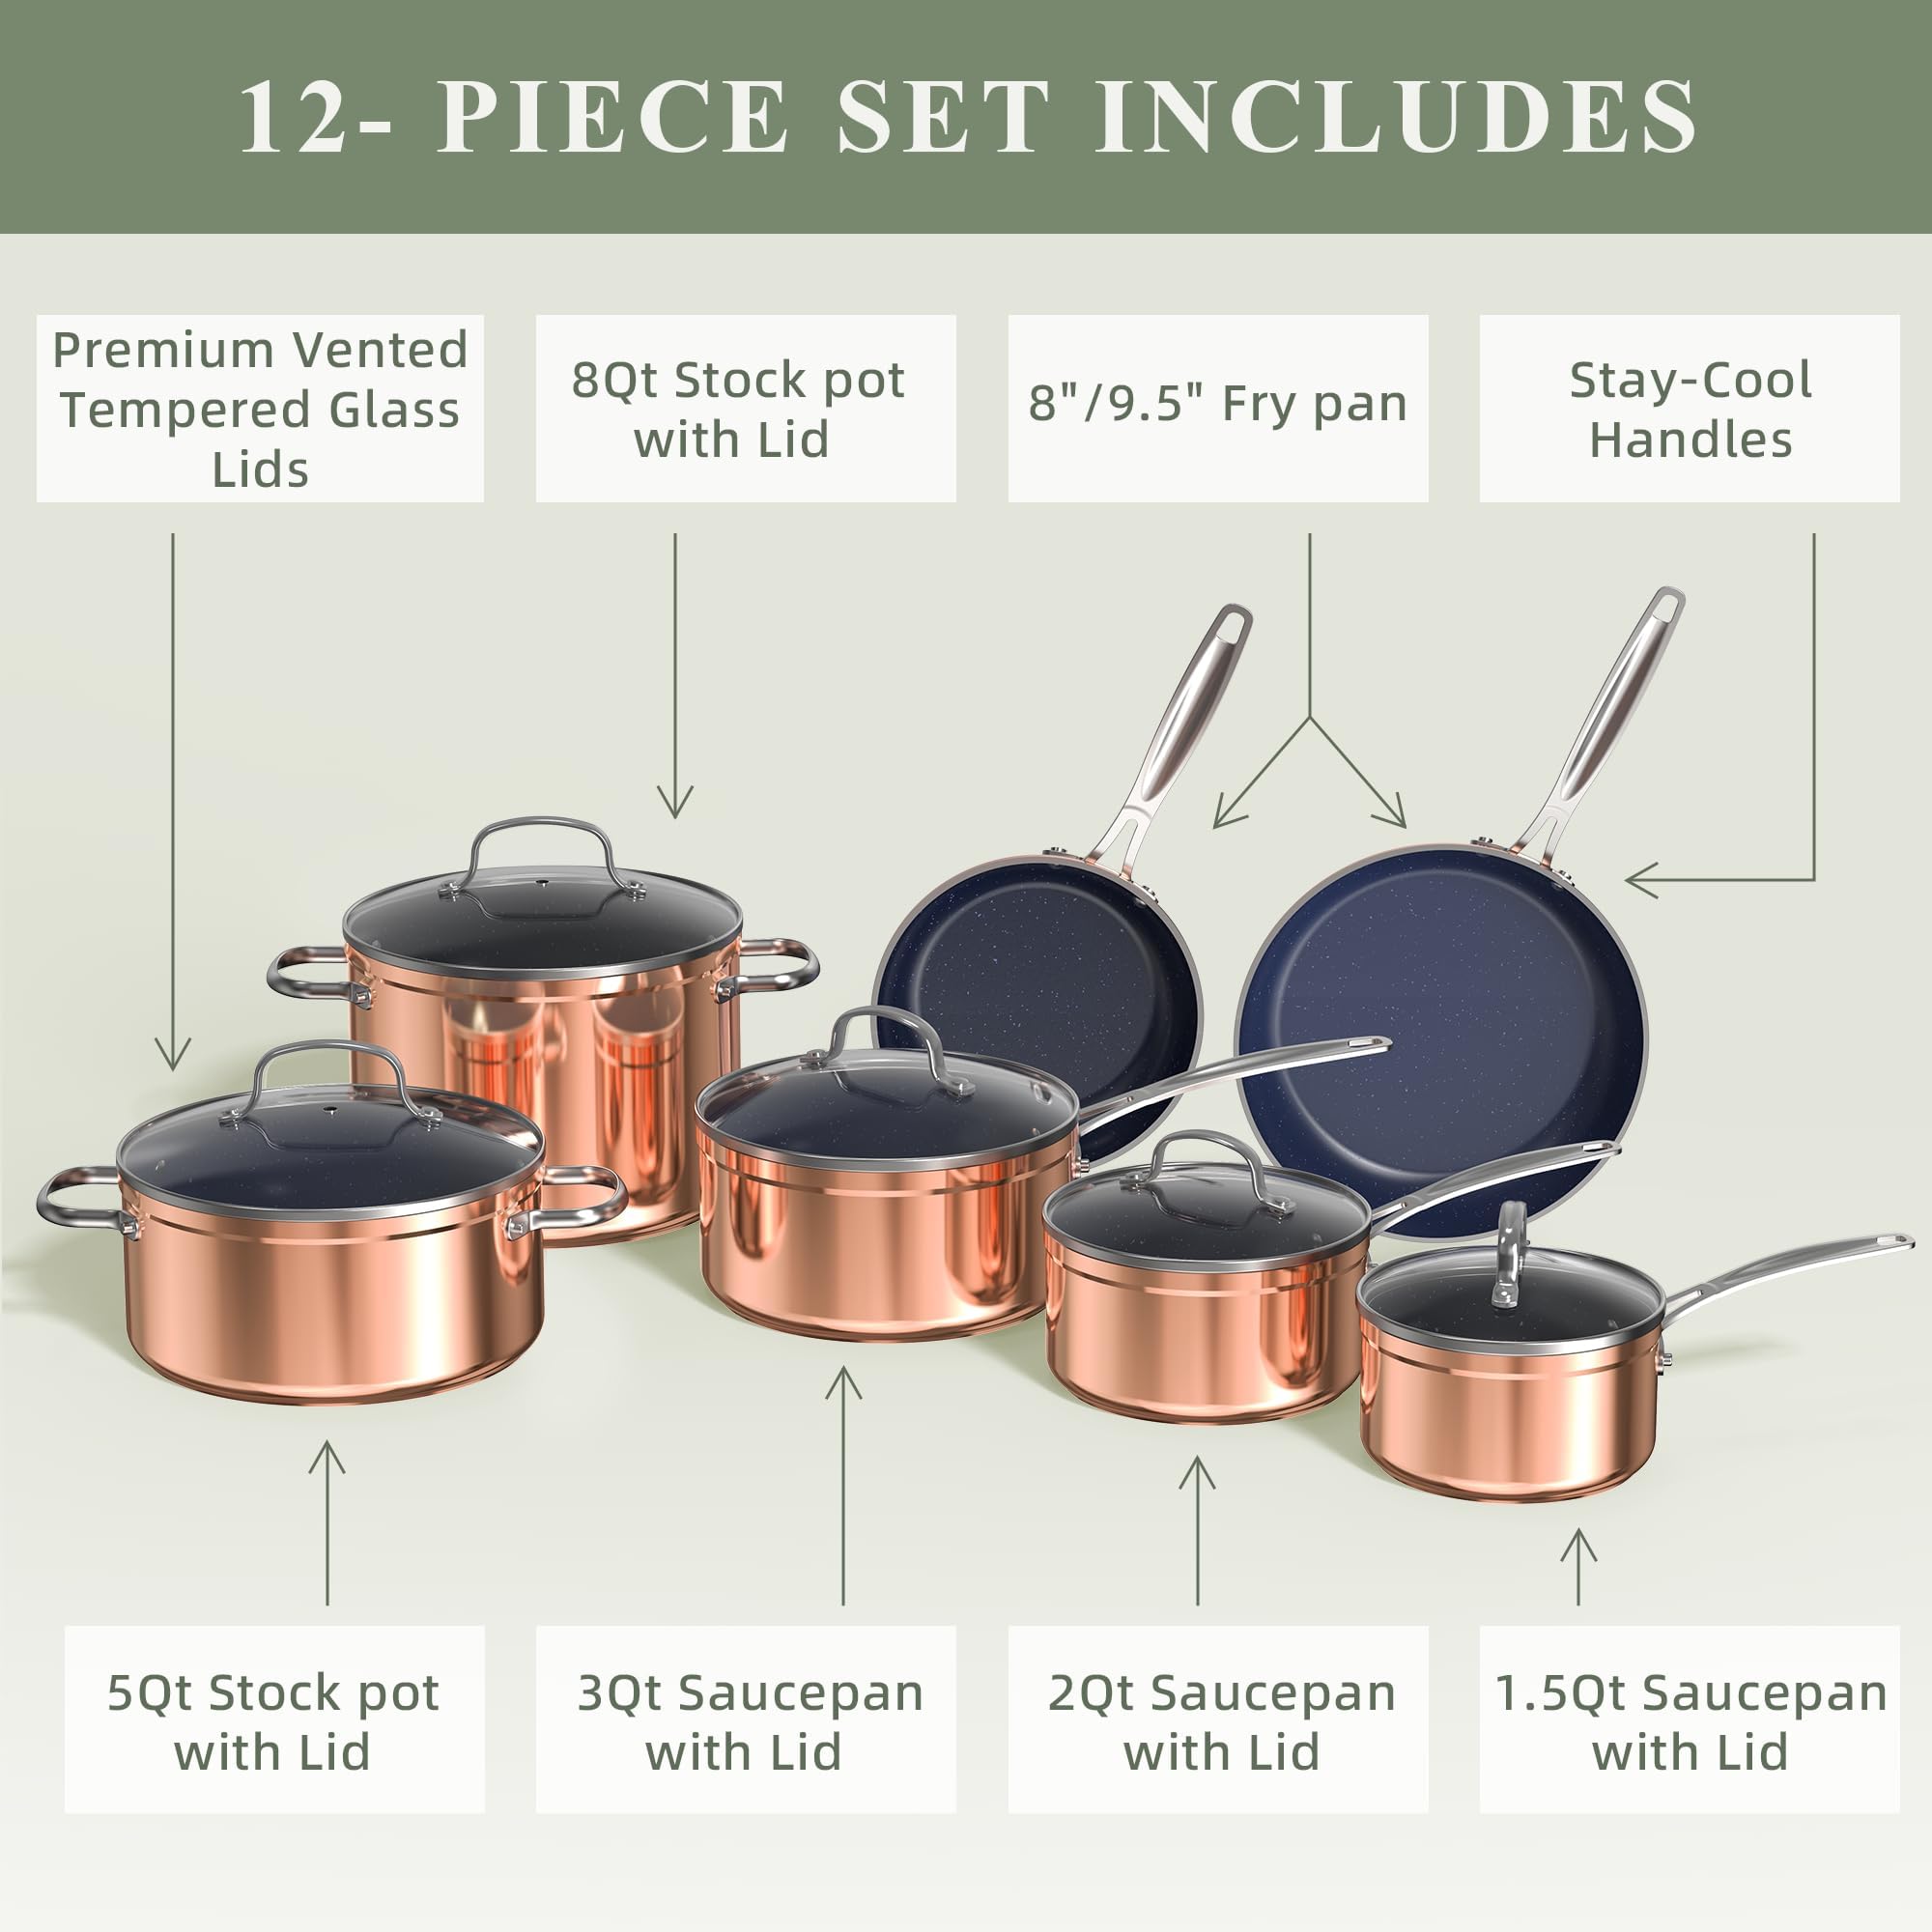 12- PIECE SET INCLUDES
Premium Vented
Tempered Glass
Lids
8Qt Stock pot
with Lid
8"/9.5" Fry pan
Stay-Cool
Handles
5Qt Stock pot
with Lid
3Qt Saucepan
with Lid
2Qt Saucepan
with Lid
1.5Qt Saucepan
with Lid